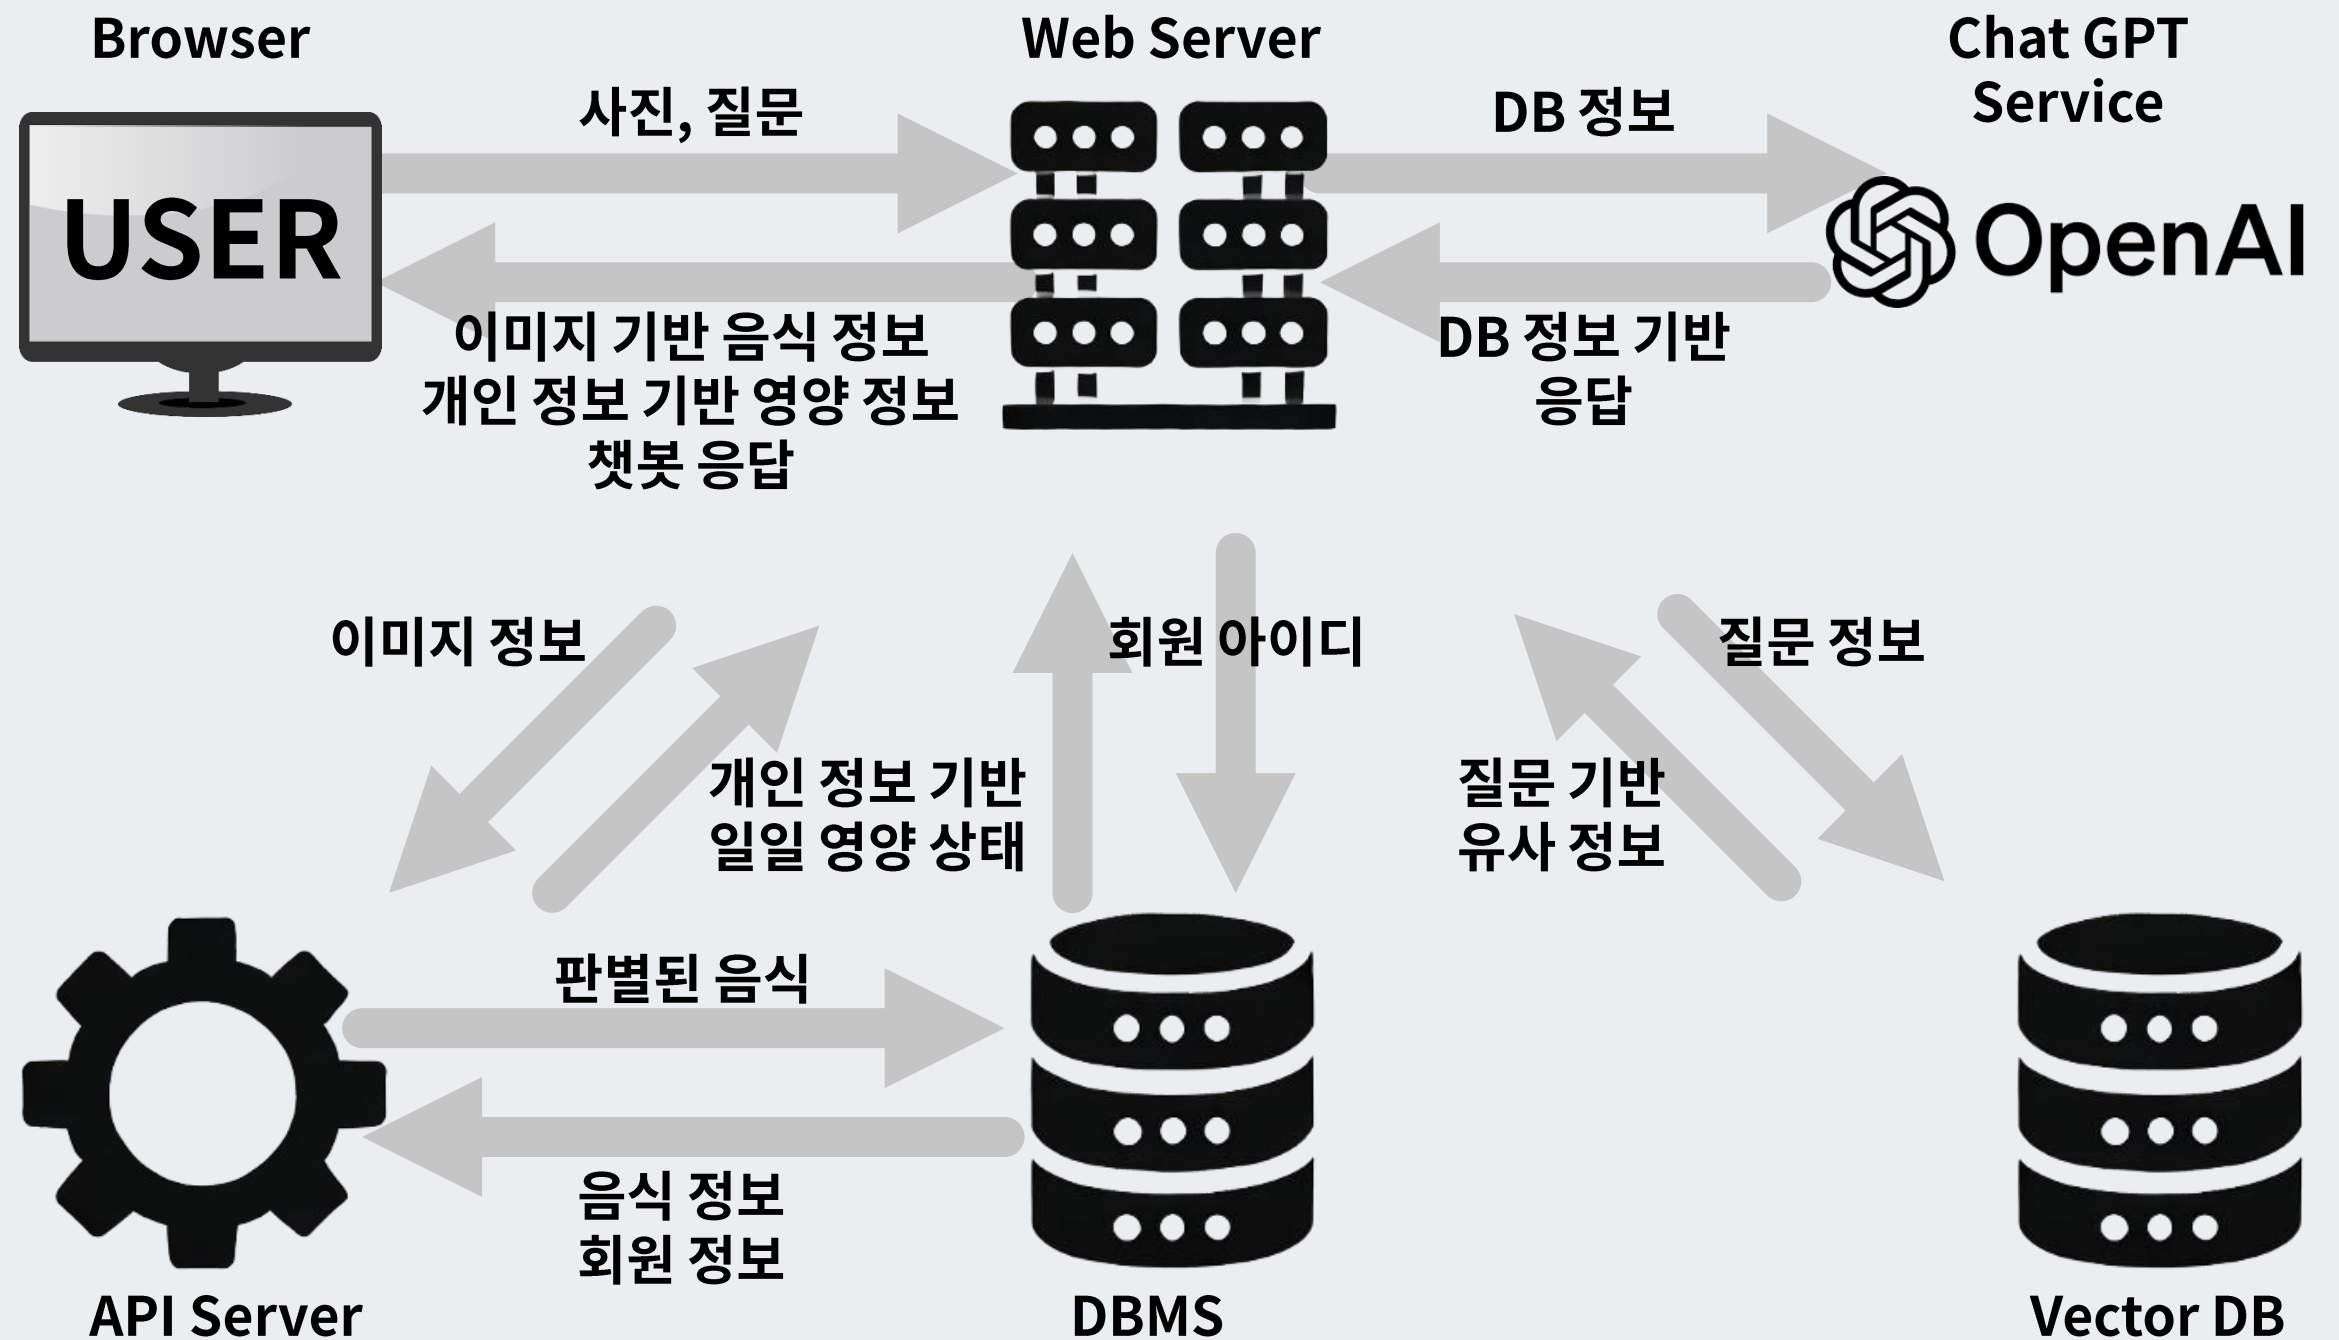 Browser
Web Server
Chat GPT
Service
사진, 질문
DB 정보
USER
OpenAI
이미지 기반 음식 정보
개인 정보 기반 영양 정보
챗봇 응답
DB 정보 기반
응답
이미지 정보
회원 아이디
질문 정보
개인 정보 기반
일일 영양 상태
질문 기반
유사 정보
판별된 음식
음식 정보
회원 정보
API Server
DBMS
Vector DB